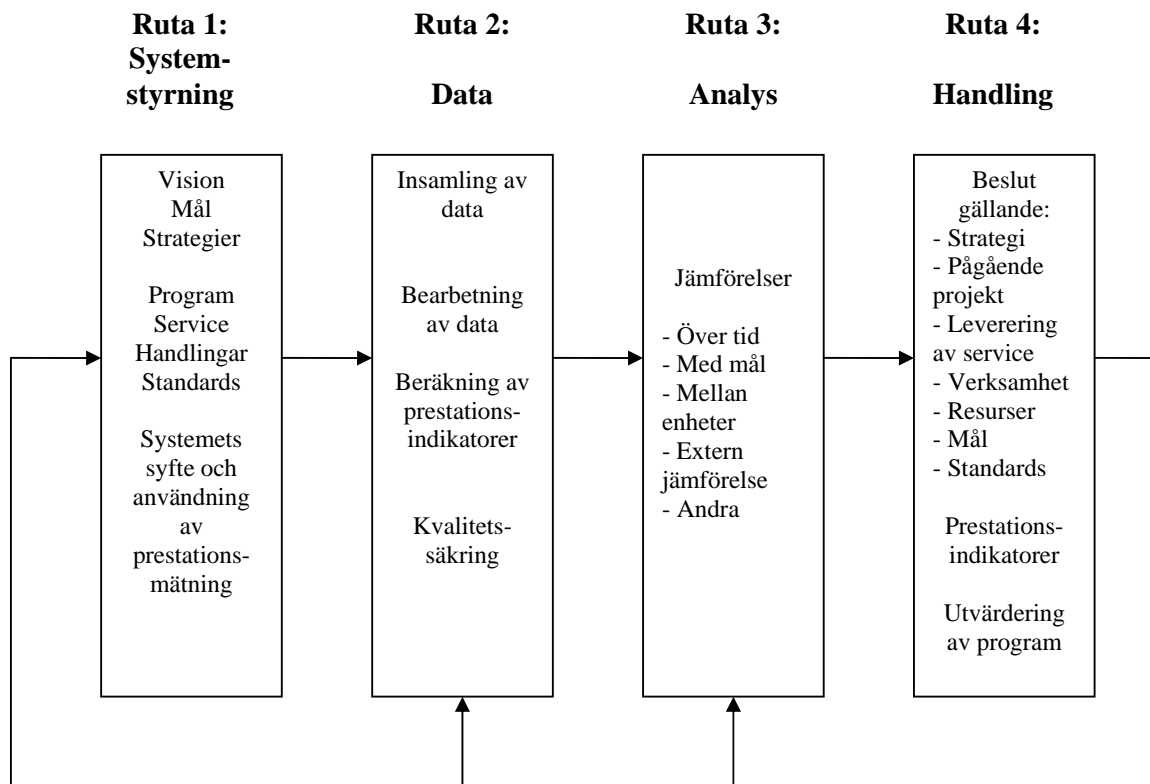 Ruta 1:
System-
styrning
Ruta 2:
Data
Ruta 3:
Analys
Ruta 4:
Handling
Vision
Mål
Strategier
Program
Service
Handlingar
Standards
Systemets
syfte och
användning
av
prestations-
mätning
Insamling av
data
Bearbetning
av data
Beräkning av
prestations-
indikatorer
Kvalitets-
säkring
Jämförelser
- Över tid
- Med mål
- Mellan
enheter
- Extern
jämförelse
- Andra
Beslut
gällande:
- Strategi
- Pågående
projekt
- Leverering
av service
- Verksamhet
- Resurser
- Mål
- Standards
Prestations-
indikatorer
Utvärdering
av program